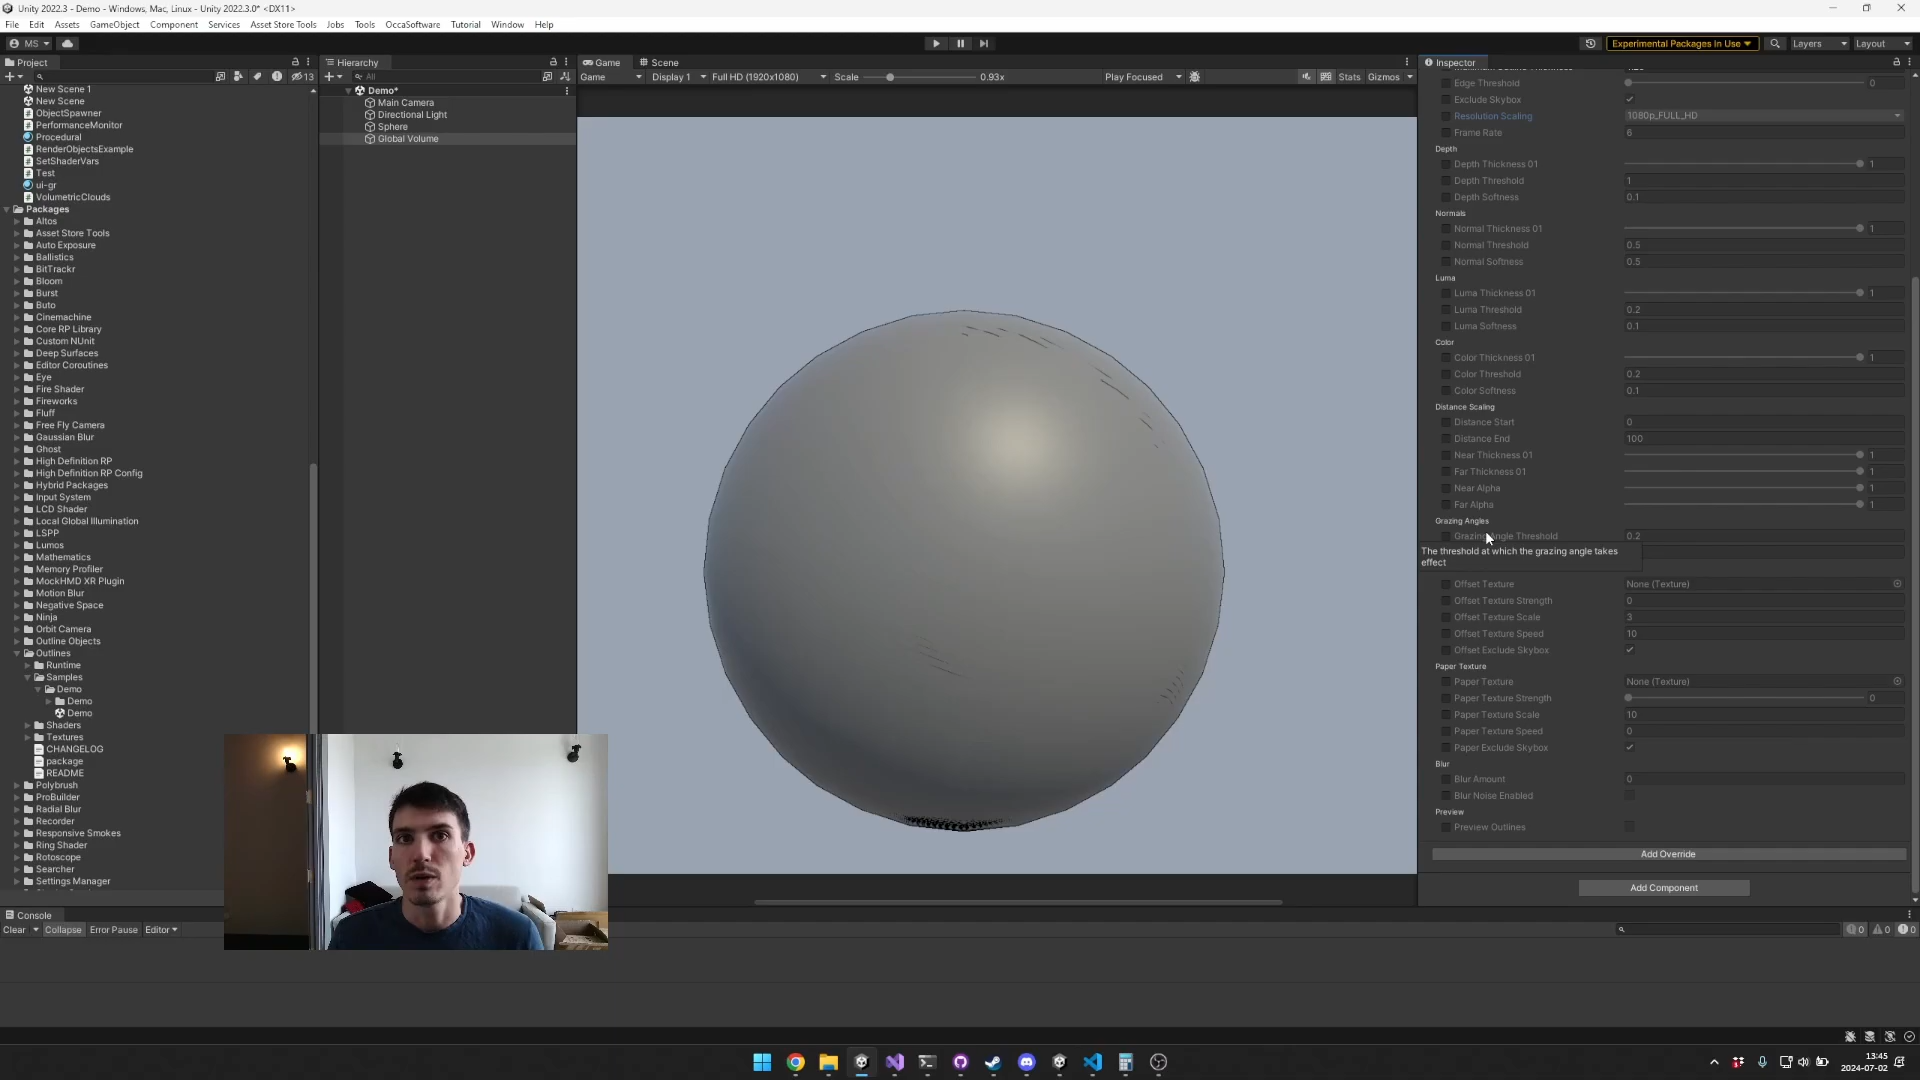 Unity 2022.3 - Demo - Windows, Mac, Linux - Unity 2022.3.0* <DX11>
File Edit Assets GameObject Component Services Asset Store Tools Jobs Tools OccaSoftware Tutorial Window Help
MS
Experimental Packages In Use
Layers
Layout
Project
13
New Scene 1
New Scene
ObjectSpawner
PerformanceMonitor
Procedural
RenderObjectsExample
SetShaderVars
Test
ui-gr
VolumetricClouds
Packages
Altos
Asset Store Tools
Auto Exposure
Ballistics
BitTrackr
Bloom
Burst
Buto
Cinemachine
Core RP Library
Custom NUnit
Deep Surfaces
Editor Coroutines
Eye
Fire Shader
Fireworks
Fluff
Free Fly Camera
Gaussian Blur
Ghost
High Definition RP
High Definition RP Config
Hybrid Packages
Input System
LCD Shader
Local Global Illumination
LSPP
Lumos
Mathematics
Memory Profiler
MockHMD XR Plugin
Motion Blur
Negative Space
Ninja
Orbit Camera
Outline Objects
Outlines
Runtime
Samples
Demo
Demo
Demo
Shaders
Textures
CHANGELOG
package
README
Polybrush
ProBuilder
Radial Blur
Recorder
Responsive Smokes
Ring Shader
Rotoscope
Searcher
Settings Manager
Hierarchy
All
Demo*
Main Camera
Directional Light
Sphere
Global Volume
Game Scene
Game Display 1 Full HD (1920x1080) Scale 0.93x Play Focused Stats Gizmos
Inspector
Edge Threshold 0
Exclude Skybox
Resolution Scaling 1080p_FULL_HD
Frame Rate 6
Depth
Depth Thickness 01 1
Depth Threshold 1
Depth Softness 0.1
Normals
Normal Thickness 01 1
Normal Threshold 0.5
Normal Softness 0.5
Luma
Luma Thickness 01 1
Luma Threshold 0.2
Luma Softness 0.1
Color
Color Thickness 01 1
Color Threshold 0.2
Color Softness 0.1
Distance Scaling
Distance Start 0
Distance End 100
Near Thickness 01 1
Far Thickness 01 1
Near Alpha 1
Far Alpha 1
Grazing Angles
Grazing Angle Threshold 0.2
The threshold at which the grazing angle takes
effect
Offset Texture None (Texture)
Offset Texture Strength 0
Offset Texture Scale 3
Offset Texture Speed 10
Offset Exclude Skybox
Paper Texture
Paper Texture None (Texture)
Paper Texture Strength 0
Paper Texture Scale 10
Paper Texture Speed 0
Paper Exclude Skybox
Blur
Blur Amount 0
Blur Noise Enabled
Preview
Preview Outlines
Add Override
Add Component
Console
Clear Collapse Error Pause Editor
0 0 0
13:45
2024-07-02